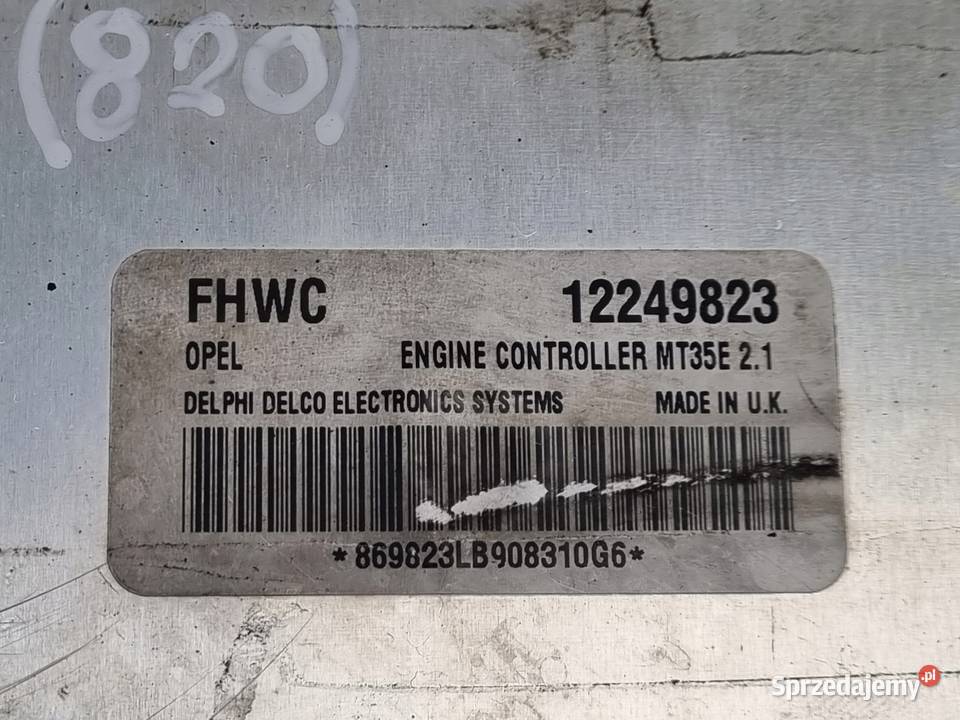 (820)
FHWC 12249823
OPEL ENGINE CONTROLLER MT35E 2.1
DELPHI DELCO ELECTRONICS SYSTEMS MADE IN U.K.
*869823LB908310G6*
Sprzedajemy.pl